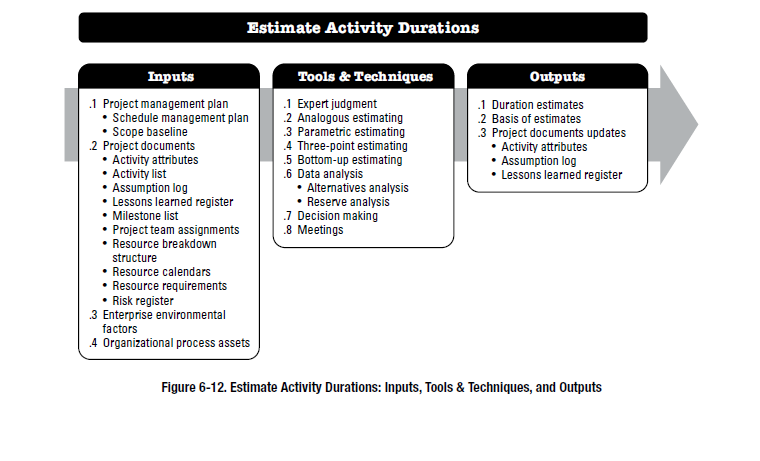 Estimate Activity Durations
Inputs
.1 Project management plan
• Schedule management plan
• Scope baseline
.2 Project documents
• Activity attributes
• Activity list
• Assumption log
• Lessons learned register
• Milestone list
• Project team assignments
• Resource breakdown
structure
• Resource calendars
• Resource requirements
• Risk register
.3 Enterprise environmental
factors
.4 Organizational process assets
Tools & Techniques
.1 Expert judgment
.2 Analogous estimating
.3 Parametric estimating
.4 Three-point estimating
.5 Bottom-up estimating
.6 Data analysis
• Alternatives analysis
• Reserve analysis
.7 Decision making
.8 Meetings
Outputs
.1 Duration estimates
.2 Basis of estimates
.3 Project documents updates
• Activity attributes
• Assumption log
• Lessons learned register
Figure 6-12. Estimate Activity Durations: Inputs, Tools & Techniques, and Outputs